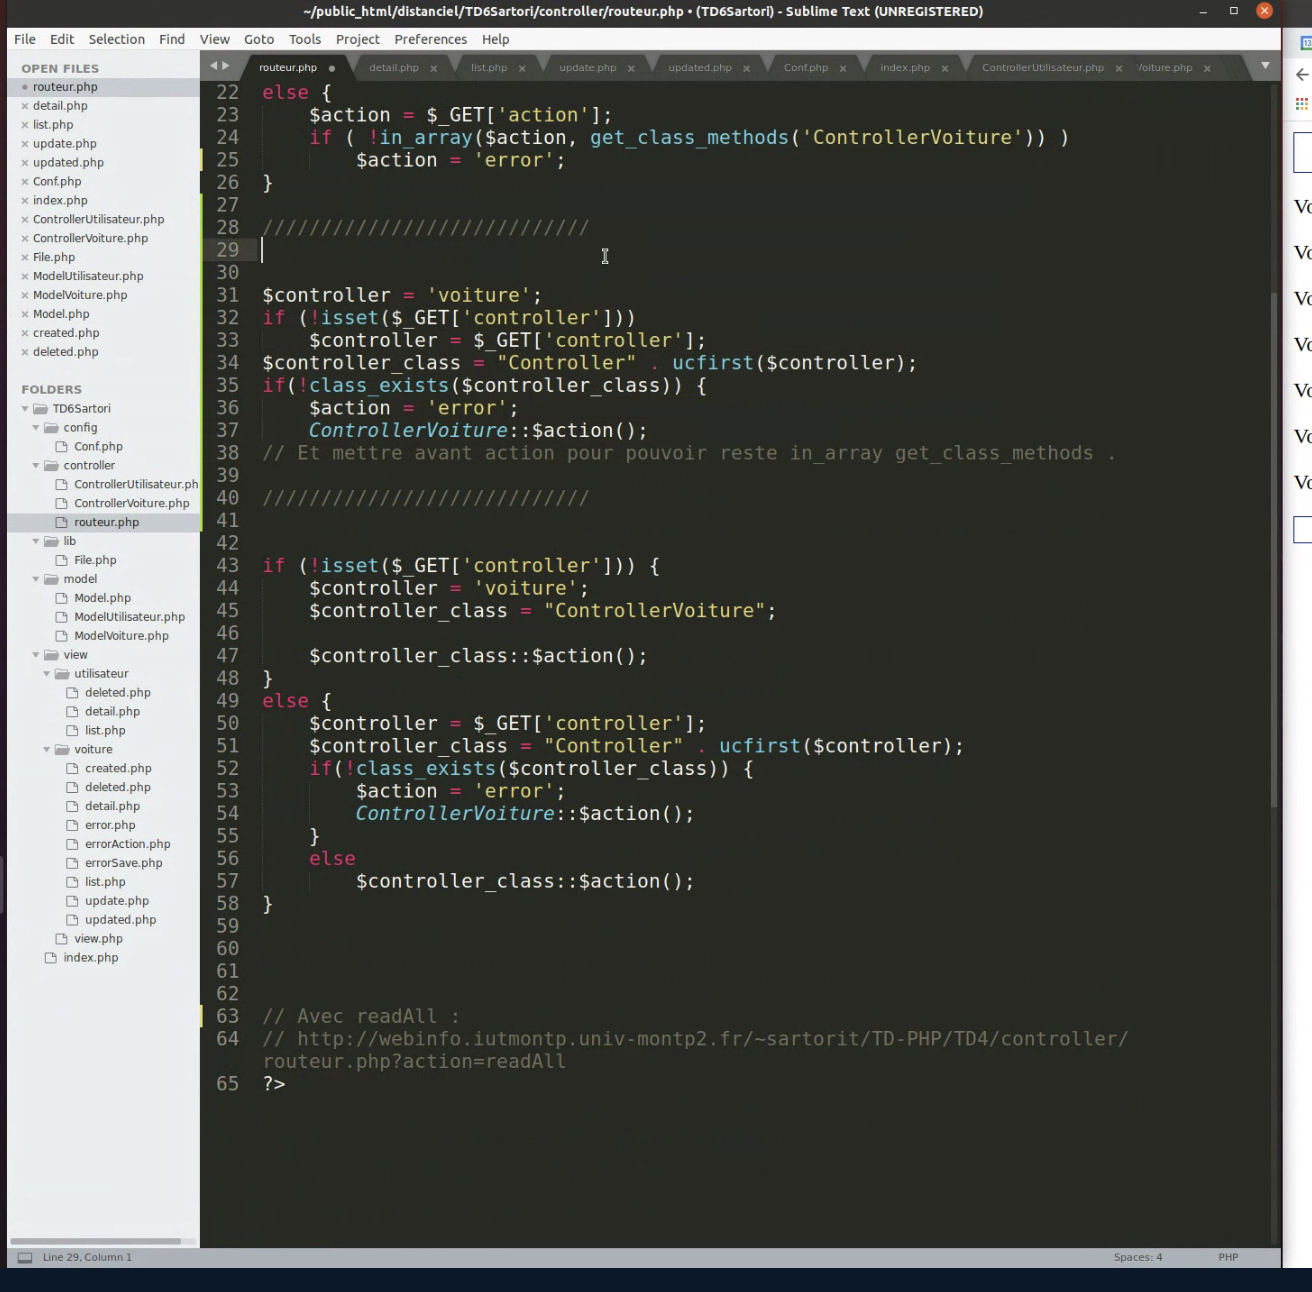 ~/public_html/distanciel/TD6Sartori/controller/routeur.php • (TD6Sartori) - Sublime Text (UNREGISTERED)
File Edit Selection Find View Goto Tools Project Preferences Help
OPEN FILES
routeur.php
detail.php
list.php
update.php
updated.php
Conf.php
index.php
ControllerUtilisateur.php
ControllerVoiture.php
File.php
ModelUtilisateur.php
ModelVoiture.php
Model.php
created.php
deleted.php
FOLDERS
TD6Sartori
config
Conf.php
controller
ControllerUtilisateur.ph
ControllerVoiture.php
routeur.php
lib
File.php
model
Model.php
ModelUtilisateur.php
ModelVoiture.php
view
utilisateur
deleted.php
detail.php
list.php
voiture
created.php
deleted.php
detail.php
error.php
errorAction.php
errorSave.php
list.php
update.php
updated.php
view.php
index.php
routeur.php detail.php list.php update.php updated.php Conf.php index.php ControllerUtilisateur.php Voiture.php
22 else {
23     $action = $_GET['action'];
24     if ( !in_array($action, get_class_methods('ControllerVoiture')) )
25         $action = 'error';
26 }
27
28 ////////////////////////////
29
30
31 $controller = 'voiture';
32 if (!isset($_GET['controller']))
33     $controller = $_GET['controller'];
34 $controller_class = "Controller" . ucfirst($controller);
35 if(!class_exists($controller_class)) {
36     $action = 'error';
37     ControllerVoiture::$action();
38 // Et mettre avant action pour pouvoir reste in_array get_class_methods .
39
40 ////////////////////////////
41
42
43 if (!isset($_GET['controller'])) {
44     $controller = 'voiture';
45     $controller_class = "ControllerVoiture";
46
47     $controller_class::$action();
48 }
49 else {
50     $controller = $_GET['controller'];
51     $controller_class = "Controller" . ucfirst($controller);
52     if(!class_exists($controller_class)) {
53         $action = 'error';
54         ControllerVoiture::$action();
55     }
56     else
57         $controller_class::$action();
58 }
59
60
61
62
63 // Avec readAll :
64 // http://webinfo.iutmontp.univ-montp2.fr/~sartorit/TD-PHP/TD4/controller/
routeur.php?action=readAll
65 ?>
Vo
Vo
Vo
Vo
Vo
Vo
Vo
Line 29, Column 1 Spaces: 4 PHP